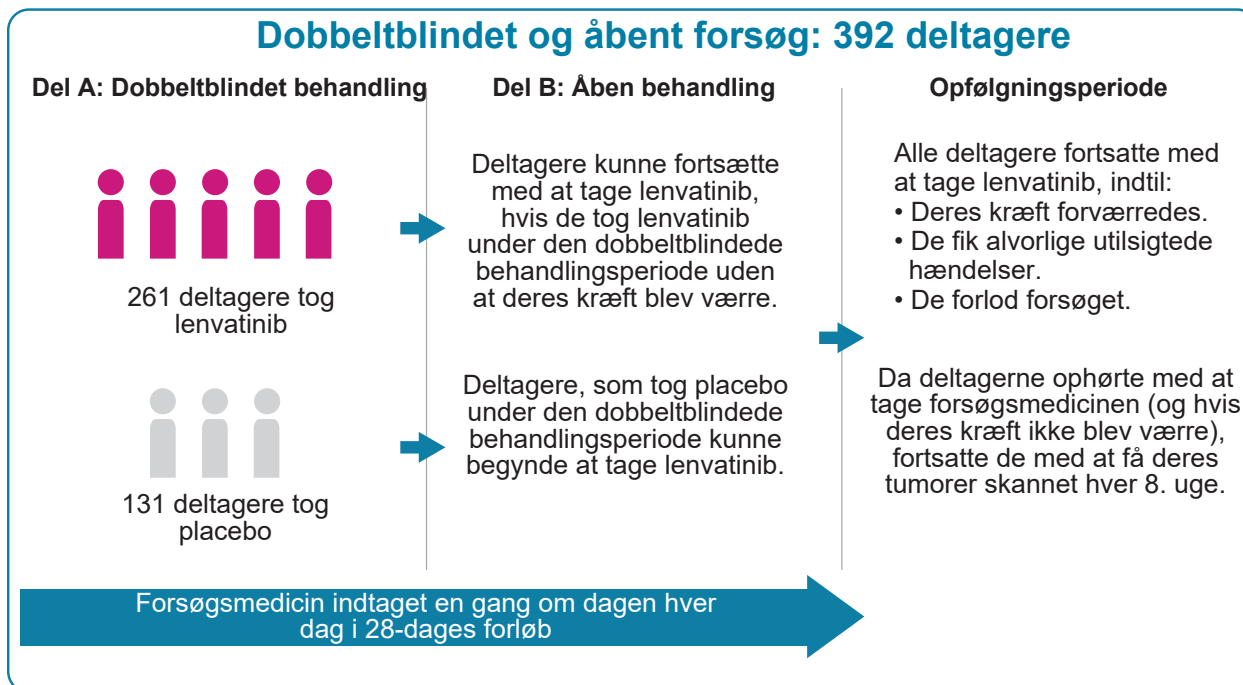 Dobbeltblindet og åbent forsøg: 392 deltagere
Del A: Dobbeltblindet behandling
261 deltagere tog
lenvatinib
131 deltagere tog
placebo
Del B: Åben behandling
Deltagere kunne fortsætte
med at tage lenvatinib,
hvis de tog lenvatinib
under den dobbeltblindede
behandlingsperiode uden
at deres kræft blev værre.
Deltagere, som tog placebo
under den dobbeltblindede
behandlingsperiode kunne
begynde at tage lenvatinib.
Opfølgningsperiode
Alle deltagere fortsatte med
at tage lenvatinib, indtil:
• Deres kræft forværredes.
• De fik alvorlige utilsigtede
hændelser.
• De forlod forsøget.
Da deltagerne ophørte med at
tage forsøgsmedicinen (og hvis
deres kræft ikke blev værre),
fortsatte de med at få deres
tumorer skannet hver 8. uge.
Forsøgsmedicin indtaget en gang om dagen hver
dag i 28-dages forløb